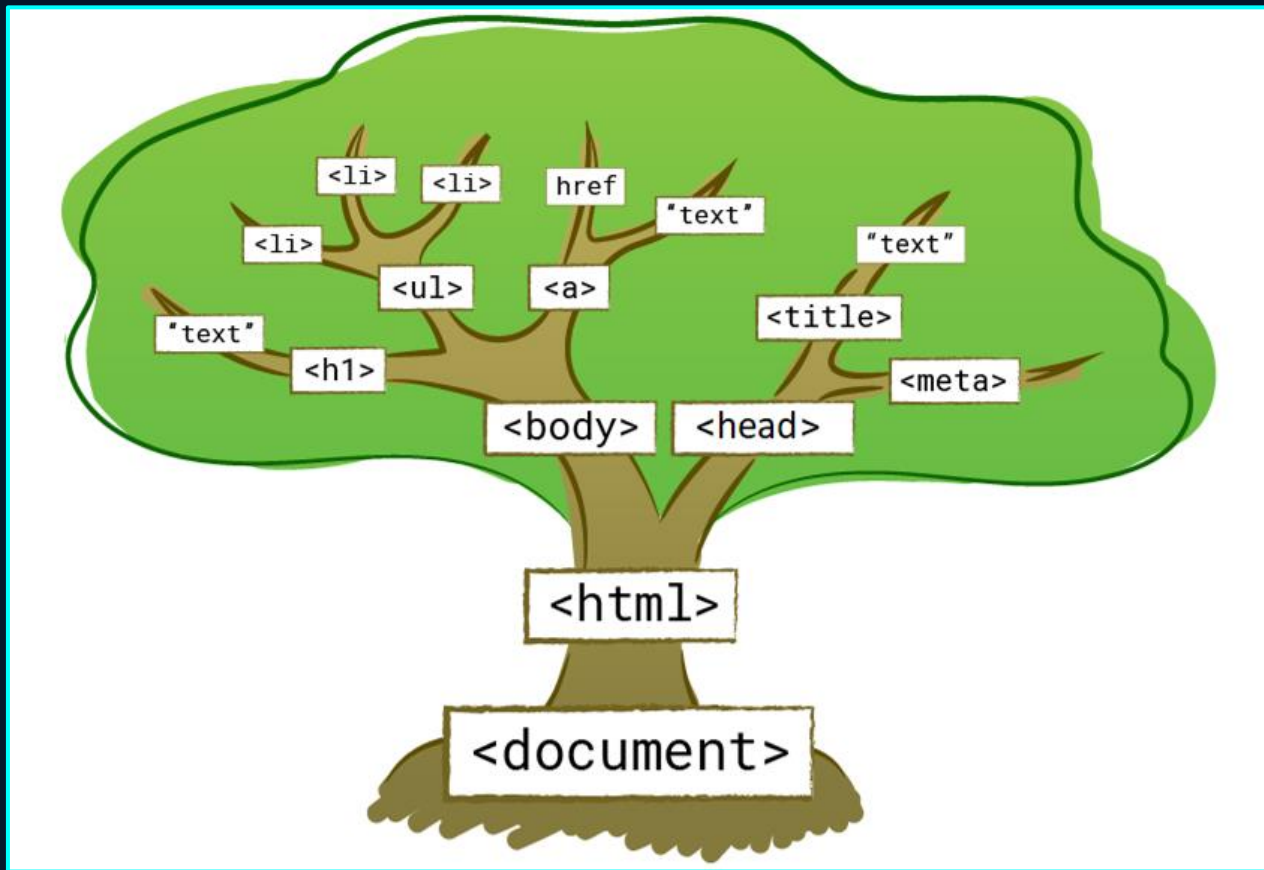 <li>
<li>
href
"text"
<li>
"text"
<ul>
<a>
<title>
"text"
<h1>
<meta>
<body>
<head>
<html>
<document>